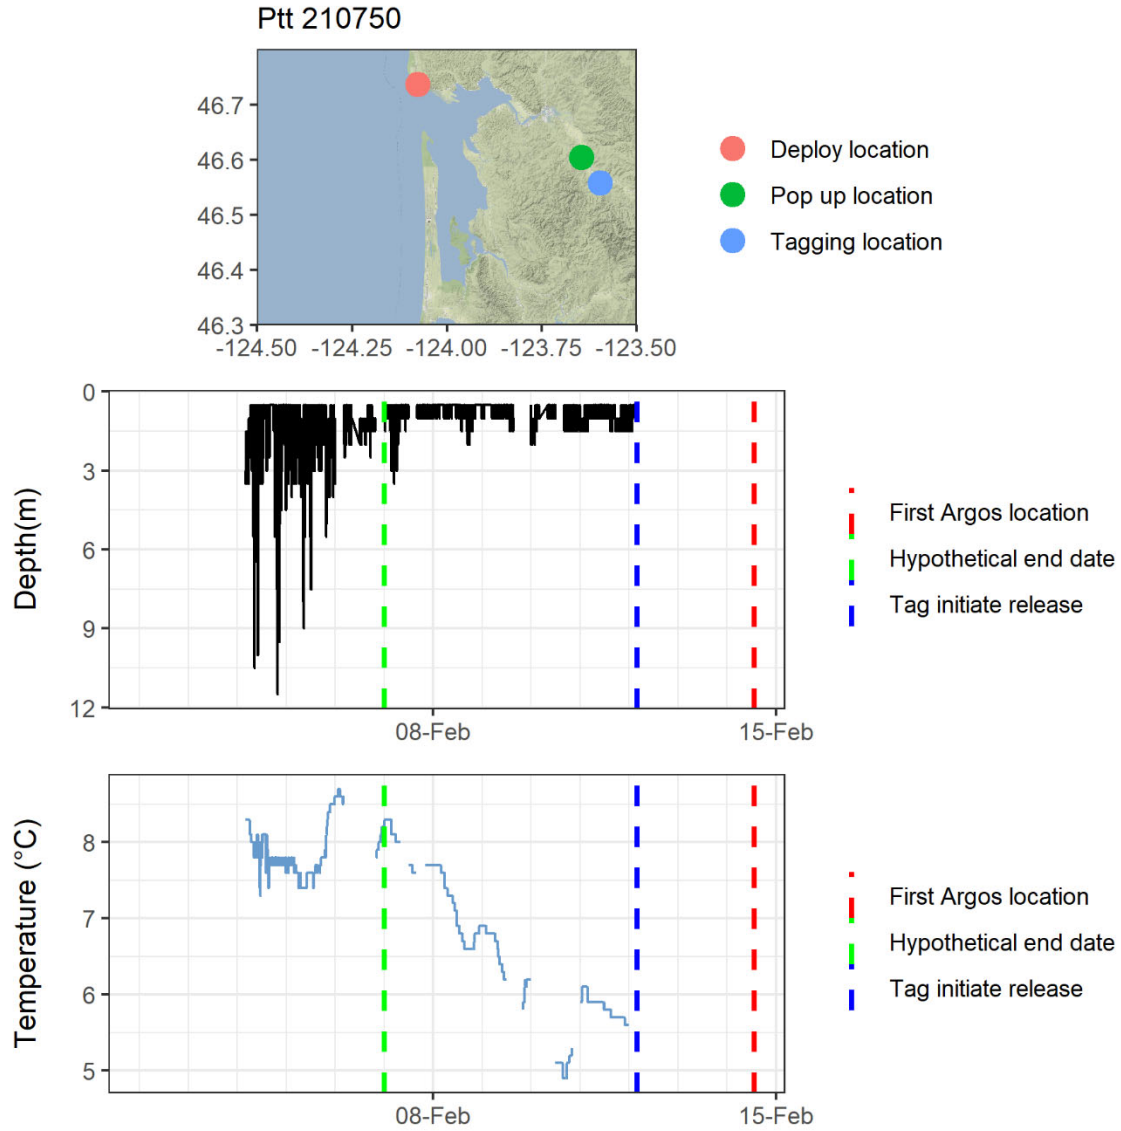 Ptt 210750
46.7
46.6
46.5
46.4
46.3
-124.50 -124.25 -124.00 -123.75 -123.50
Deploy location
Pop up location
Tagging location
Depth(m)
0
3
6
9
12
08-Feb 15-Feb
First Argos location
Hypothetical end date
Tag initiate release
Temperature (°C)
8
7
6
5
08-Feb 15-Feb
First Argos location
Hypothetical end date
Tag initiate release